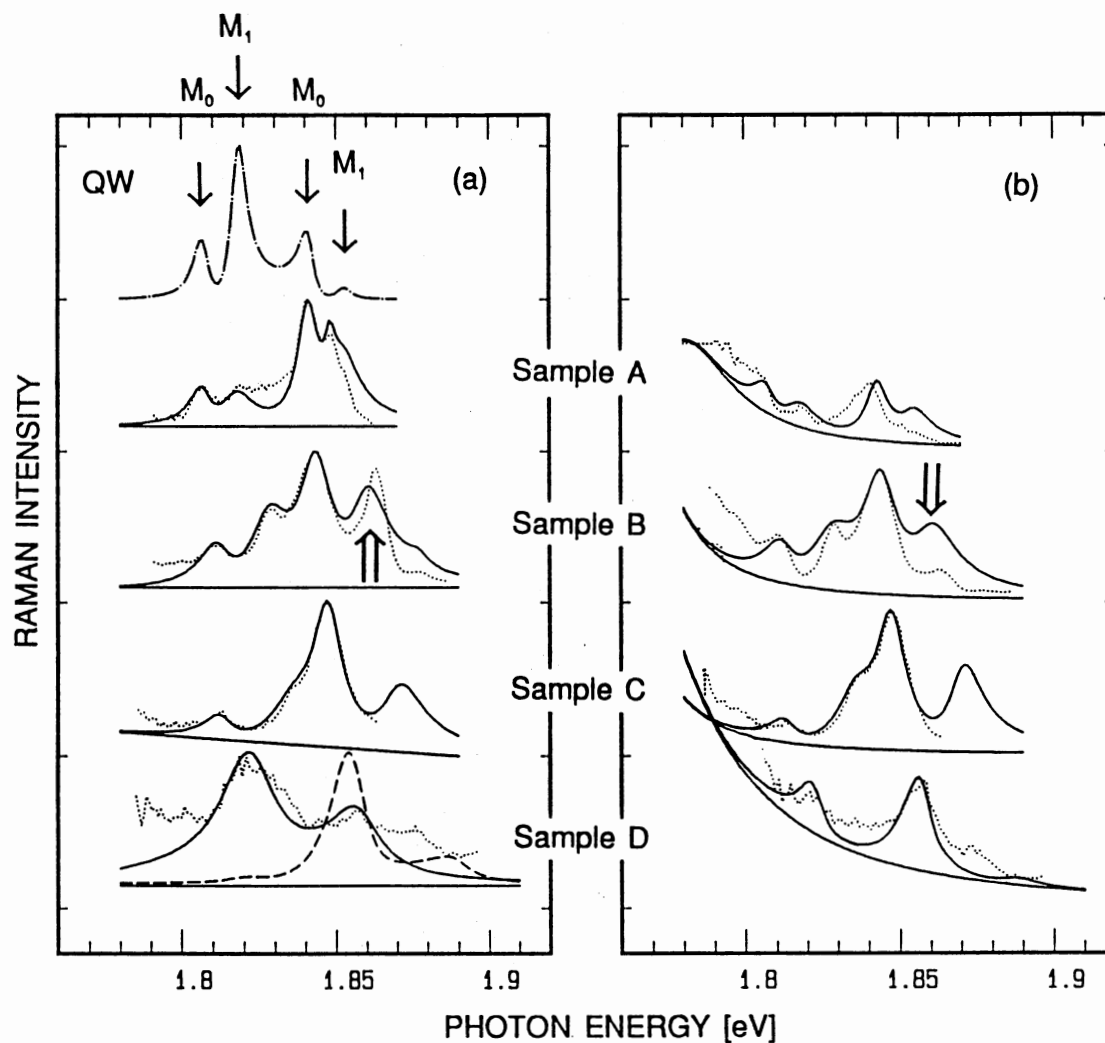 M₁
M₀ M₀
M₁
QW (a) (b)
Sample A
Sample B
Sample C
Sample D
RAMAN INTENSITY
1.8 1.85 1.9 1.8 1.85 1.9
PHOTON ENERGY [eV]